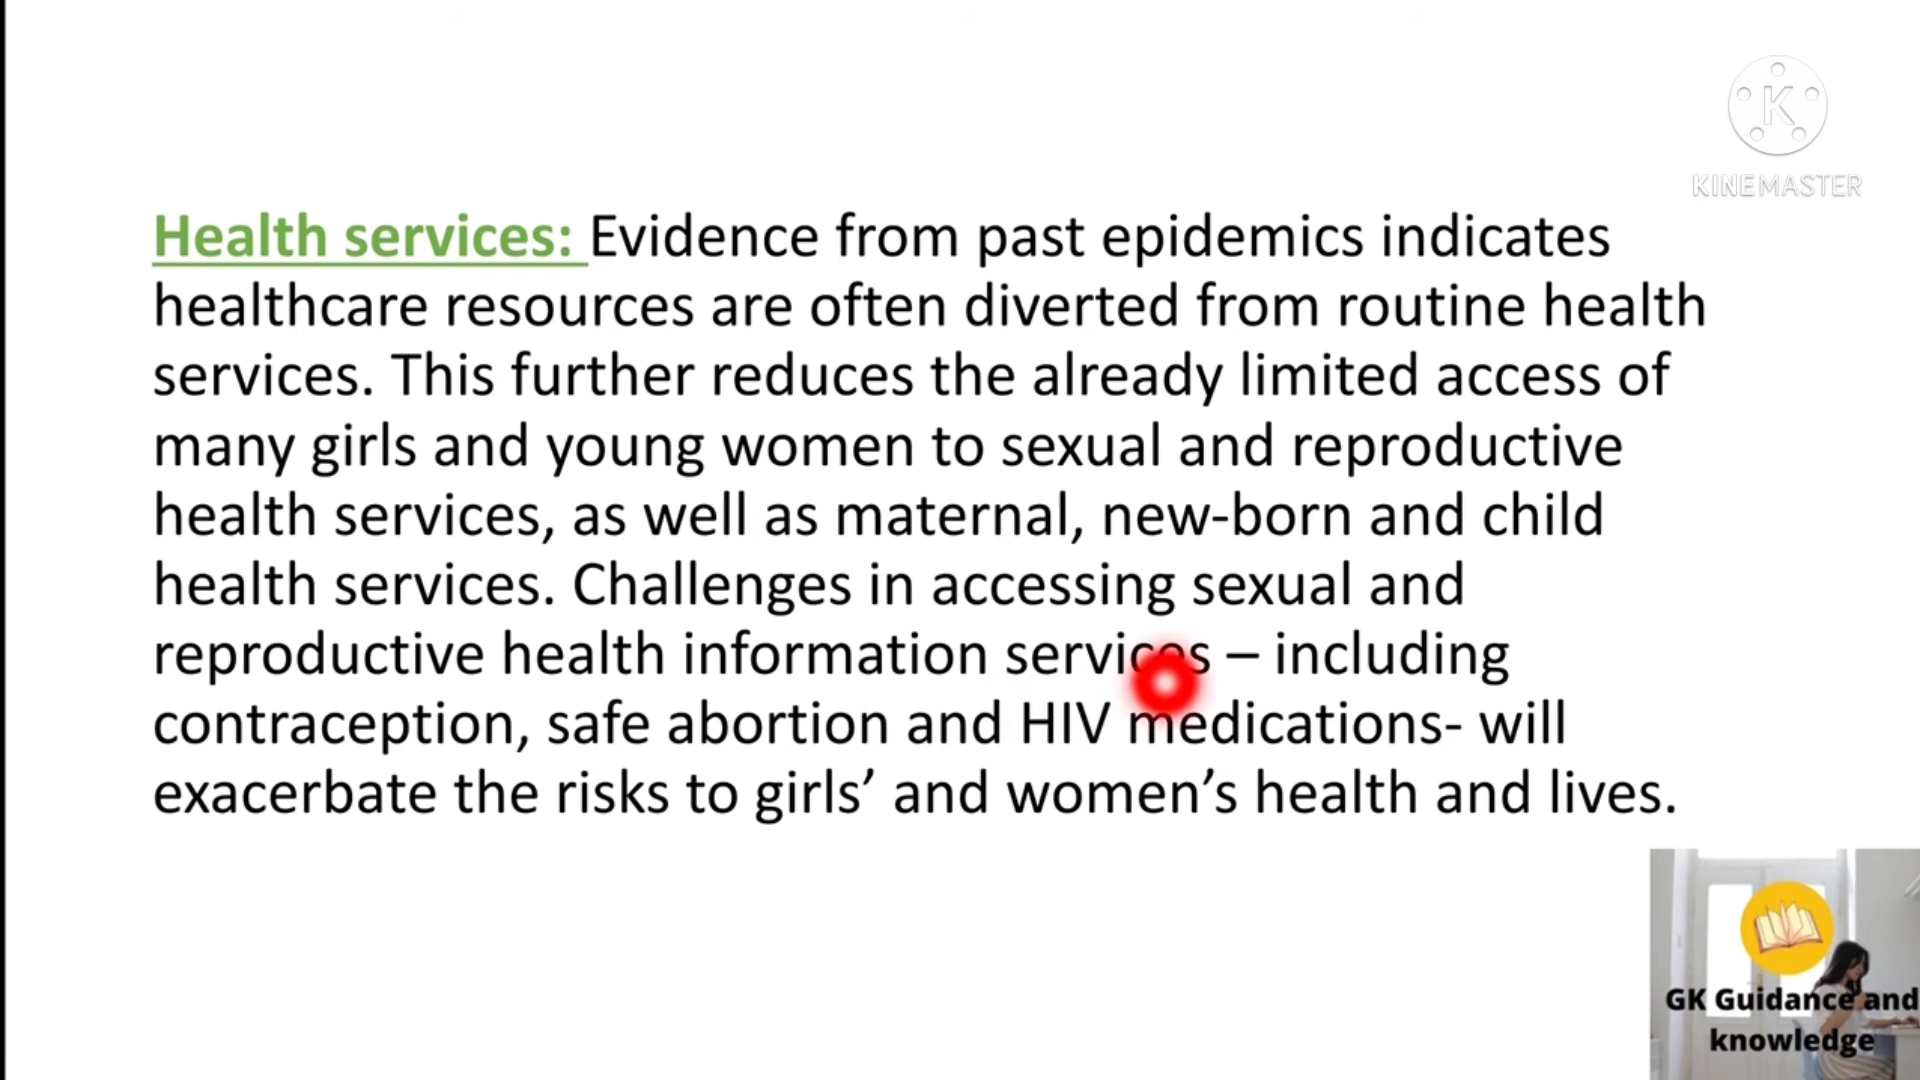 K
KINEMASTER
Health services: Evidence from past epidemics indicates
healthcare resources are often diverted from routine health
services. This further reduces the already limited access of
many girls and young women to sexual and reproductive
health services, as well as maternal, new-born and child
health services. Challenges in accessing sexual and
reproductive health information services – including
contraception, safe abortion and HIV medications- will
exacerbate the risks to girls’ and women’s health and lives.
GK Guidance and
knowledge